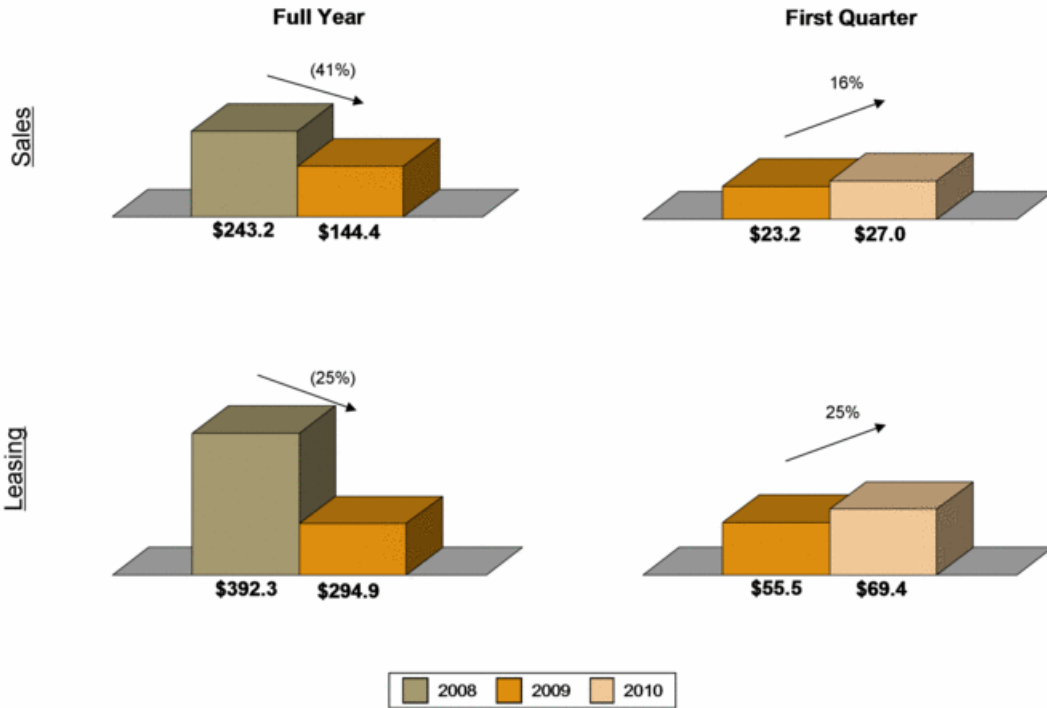 Full Year
First Quarter
Sales
(41%)
16%
$243.2 $144.4
$23.2 $27.0
Leasing
(25%)
25%
$392.3 $294.9
$55.5 $69.4
2008 2009 2010